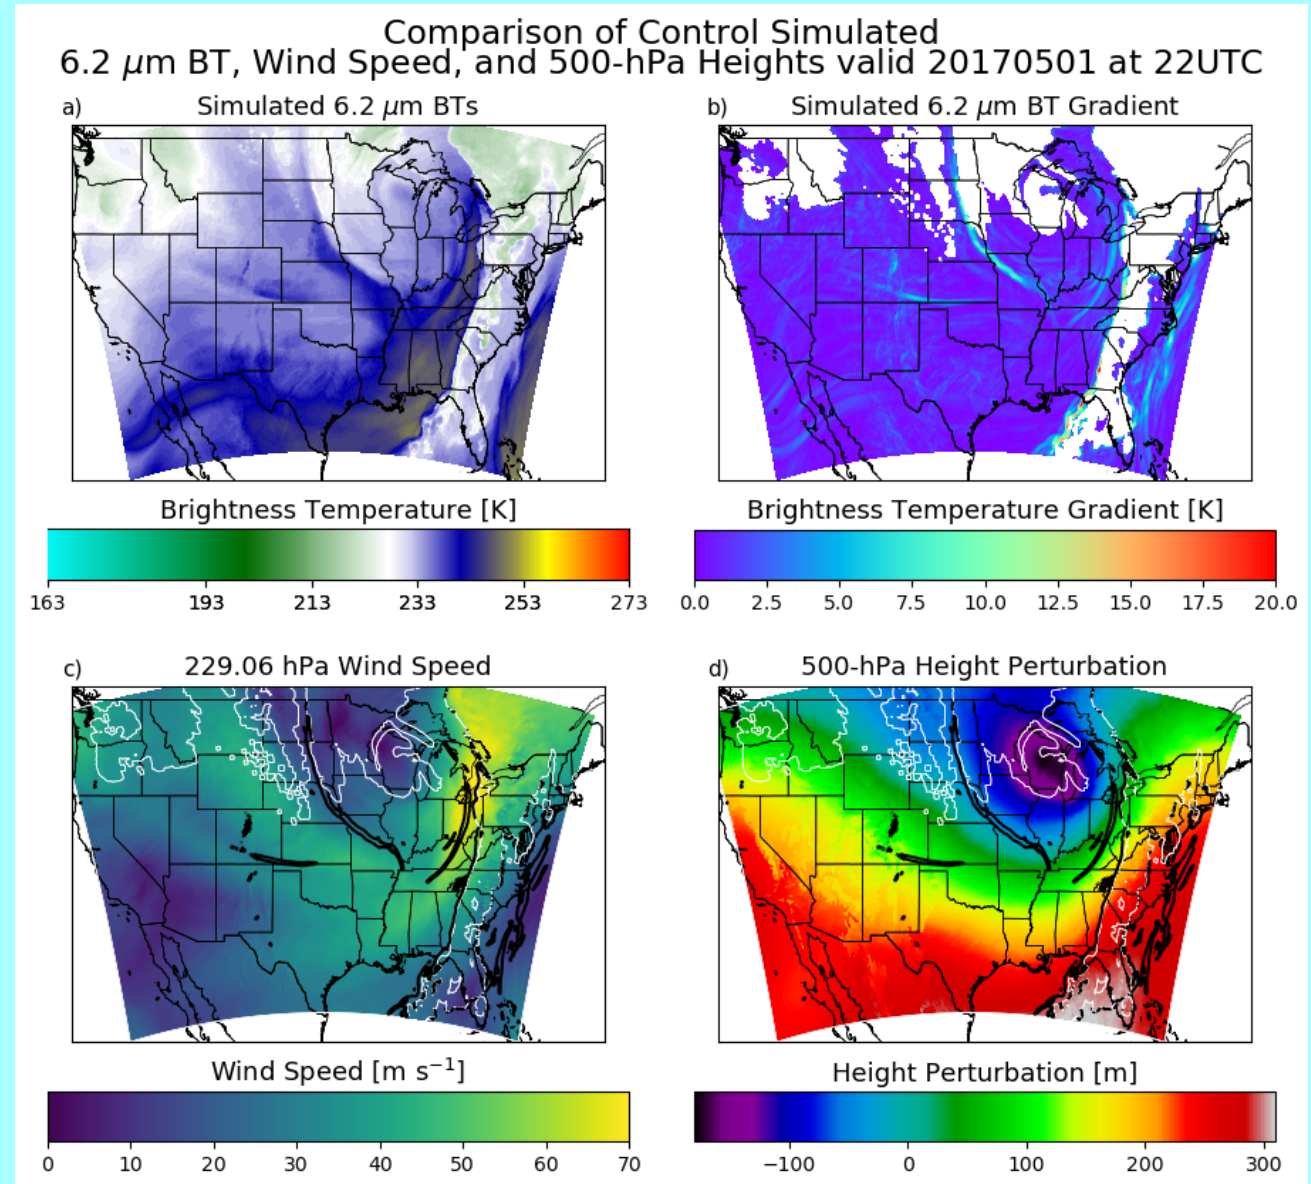 Comparison of Control Simulated
6.2 μm BT, Wind Speed, and 500-hPa Heights valid 20170501 at 22UTC
a) Simulated 6.2 μm BTs
b) Simulated 6.2 μm BT Gradient
Brightness Temperature [K]
163 193 213 233 253 273
Brightness Temperature Gradient [K]
0.0 2.5 5.0 7.5 10.0 12.5 15.0 17.5 20.0
c) 229.06 hPa Wind Speed
d) 500-hPa Height Perturbation
Wind Speed [m s⁻¹]
0 10 20 30 40 50 60 70
Height Perturbation [m]
−100 0 100 200 300